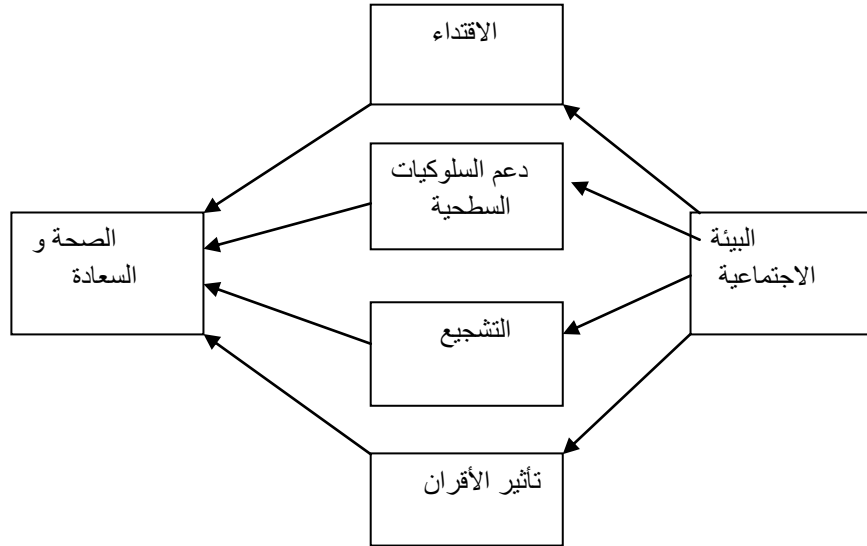 الاقتداء
دعم السلوكيات
السطحية
البيئة
الاجتماعية
الصحة و
السعادة
التشجيع
تأثير الأقران